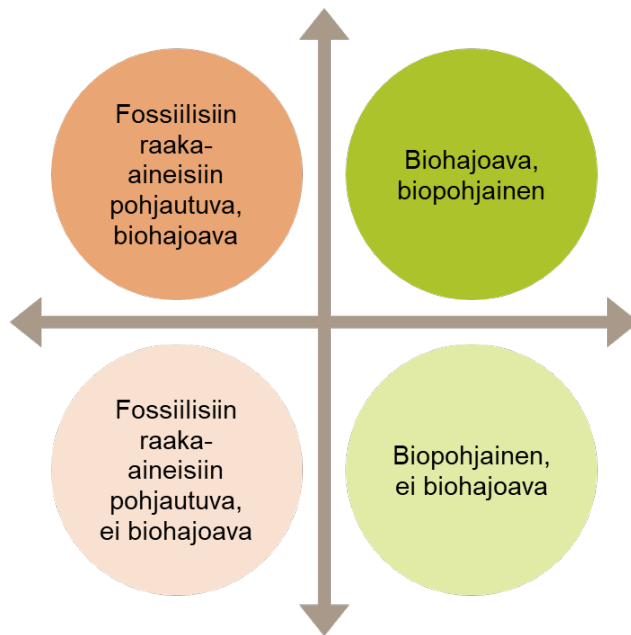 Fossiilisiin
raaka-
aineisiin
pohjautuva,
biohajoava
Biohajoava,
biopohjainen
Fossiilisiin
raaka-
aineisiin
pohjautuva,
ei biohajoava
Biopohjainen,
ei biohajoava